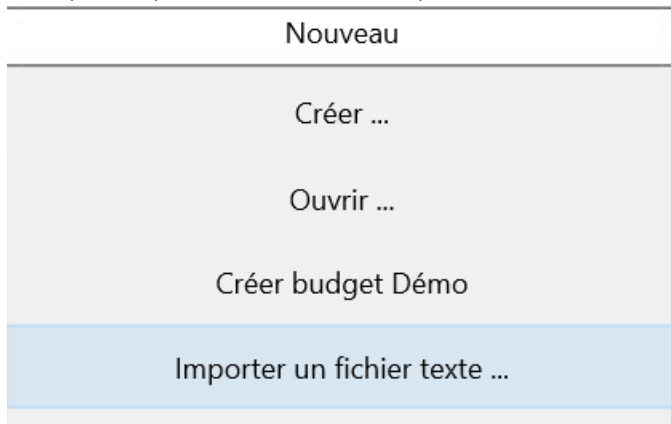 Nouveau
Créer ...
Ouvrir ...
Créer budget Démo
Importer un fichier texte ...